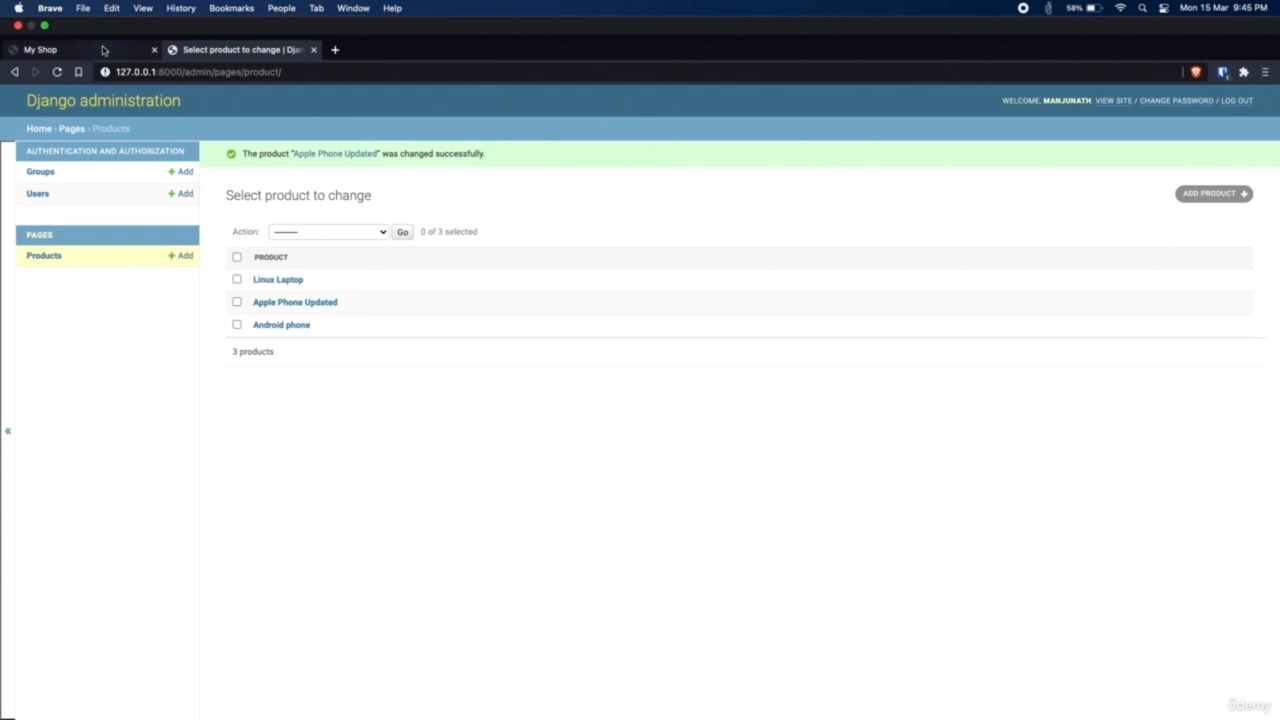 Brave File Edit View History Bookmarks People Tab Window Help 58% Mon 15 Mar 9:45 PM
My Shop Select product to change | Djan
127.0.0.1:8000/admin/pages/product/
Django administration
WELCOME, MANJUNATH. VIEW SITE / CHANGE PASSWORD / LOG OUT
Home › Pages › Products
AUTHENTICATION AND AUTHORIZATION
Groups + Add
Users + Add
PAGES
Products + Add
«
The product "Apple Phone Updated" was changed successfully.
Select product to change
ADD PRODUCT +
Action: --------- Go 0 of 3 selected
PRODUCT
Linux Laptop
Apple Phone Updated
Android phone
3 products
ûdemy